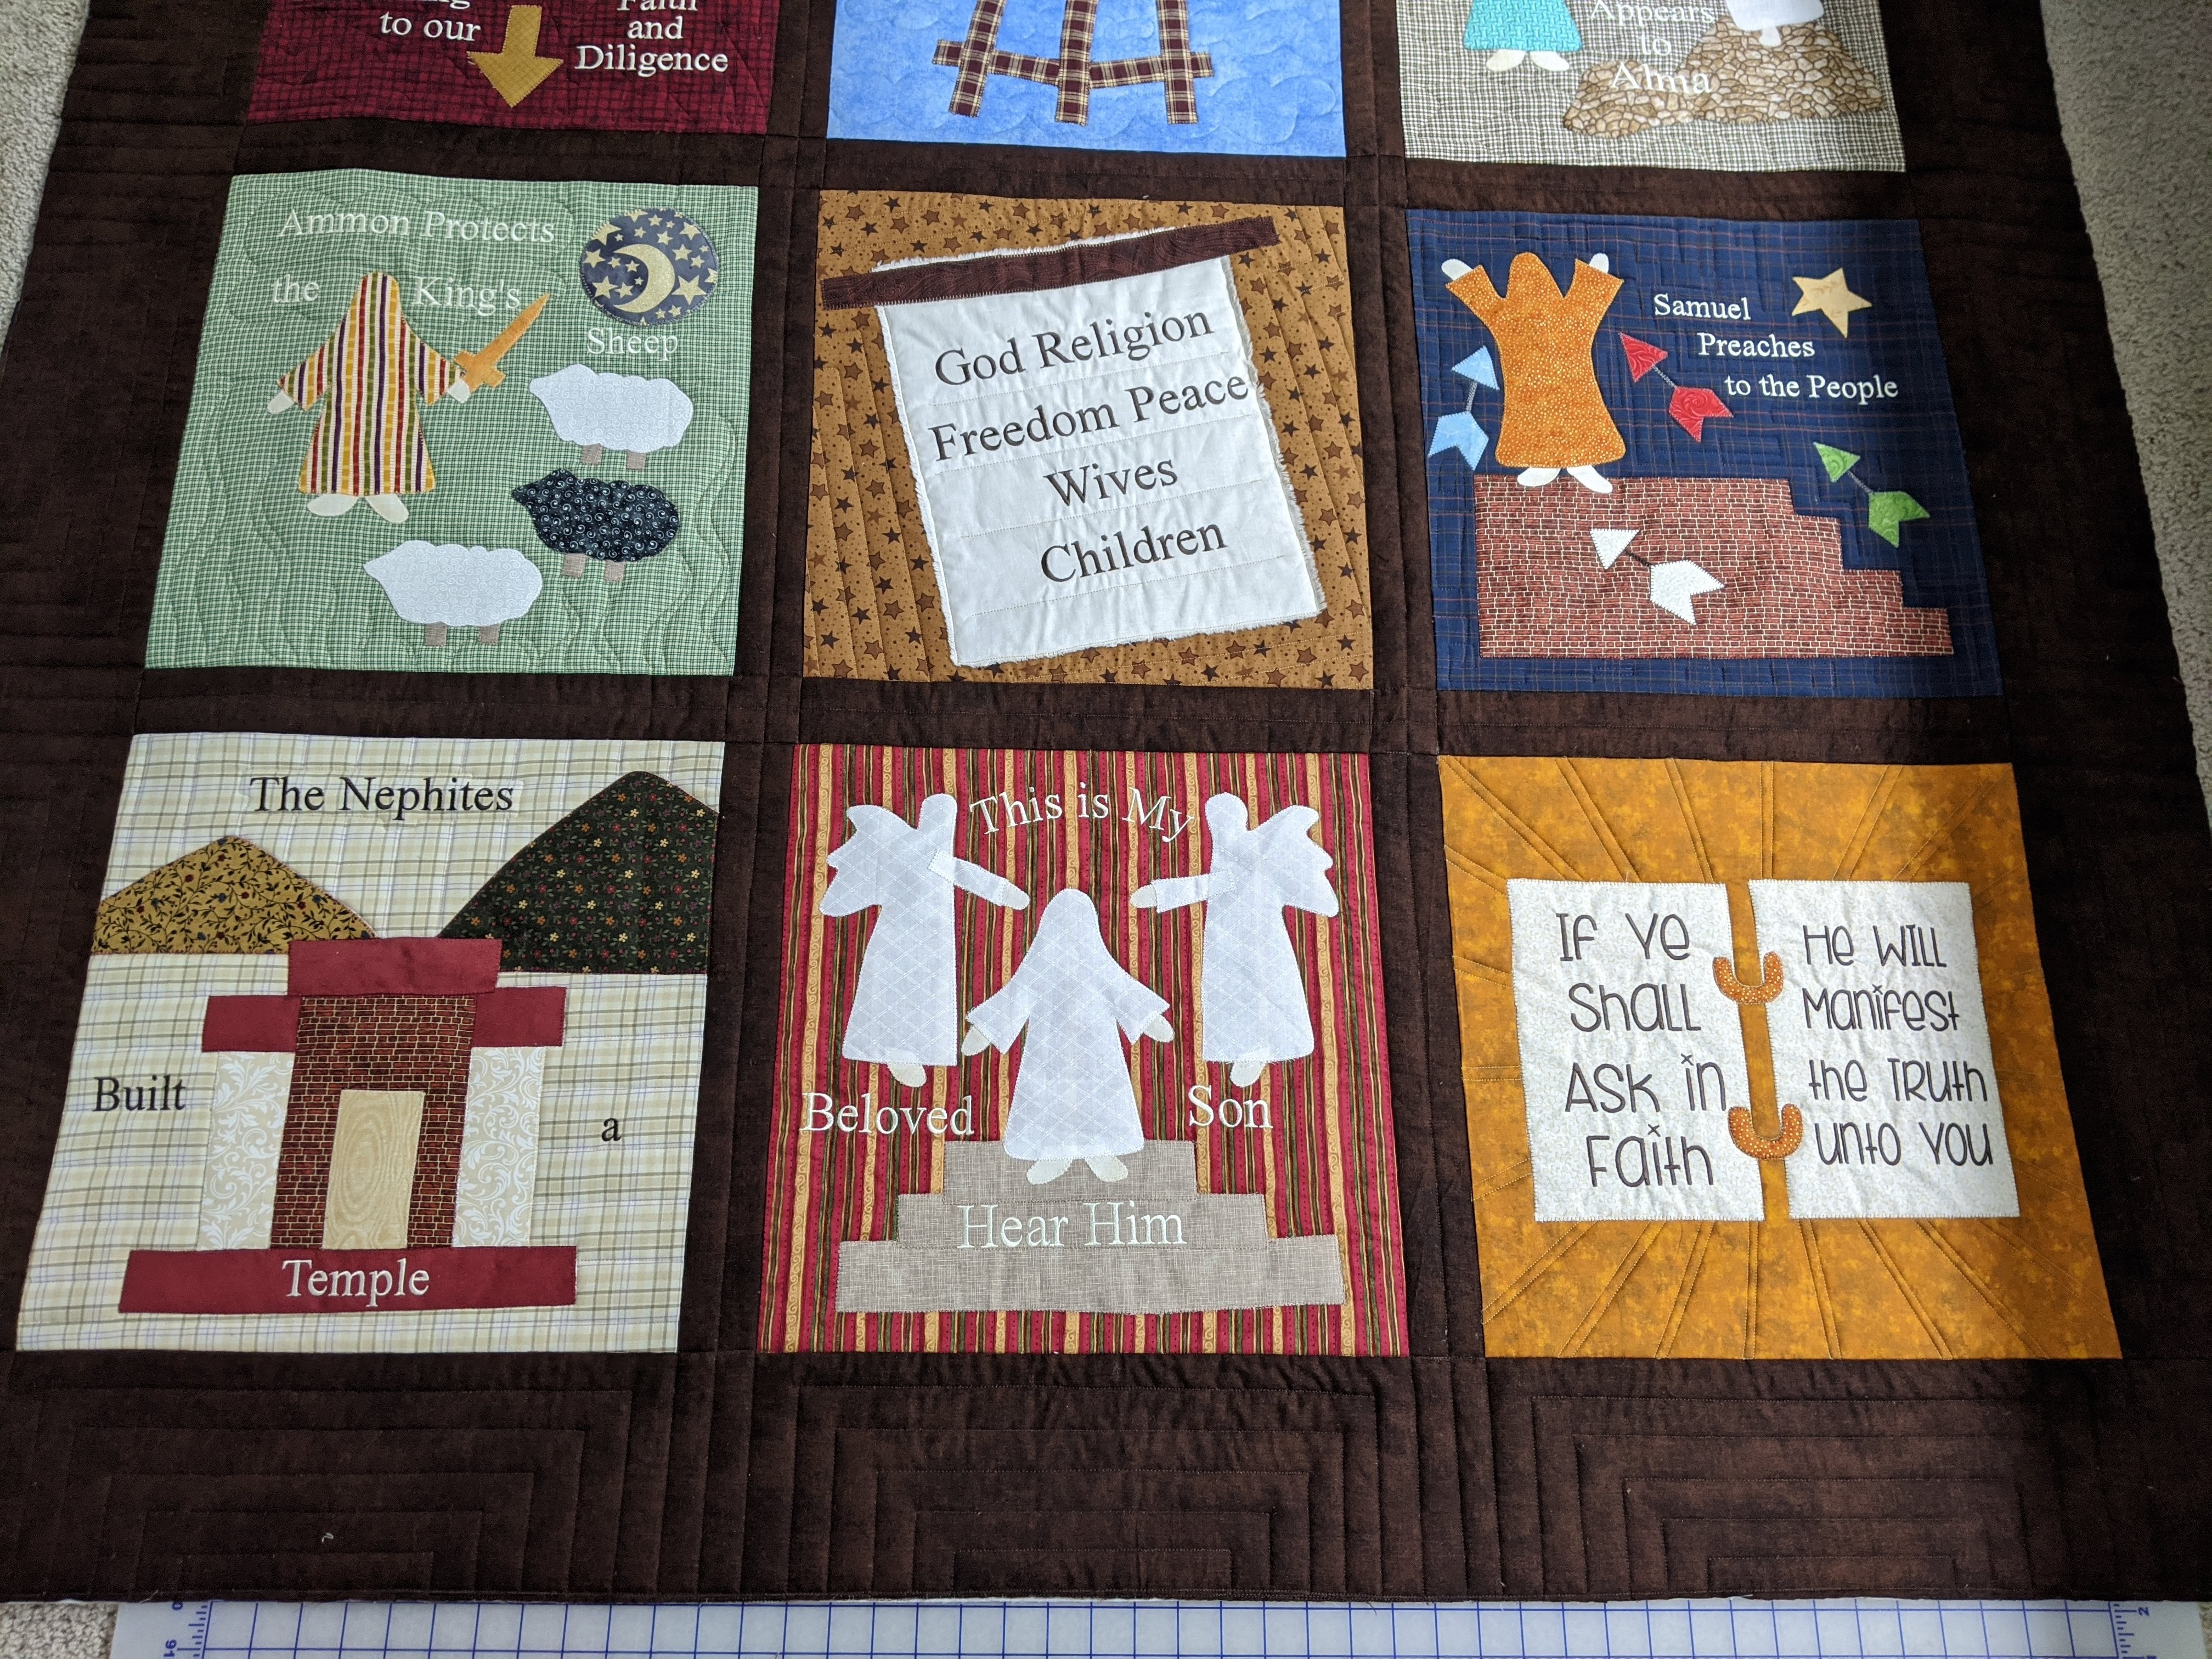 to our
Faith
and
Diligence
Appears
to
Alma
Ammon Protects
the King's
Sheep
God Religion
Freedom Peace
Wives
Children
Samuel
Preaches
to the People
The Nephites
Built a
Temple
This is My
Beloved Son
Hear Him
If Ye
Shall
Ask in
Faith
He Will
Manifest
the Truth
unto you